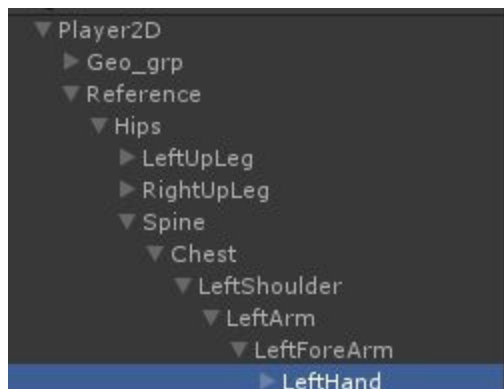 Player2D
Geo_grp
Reference
Hips
LeftUpLeg
RightUpLeg
Spine
Chest
LeftShoulder
LeftArm
LeftForeArm
LeftHand